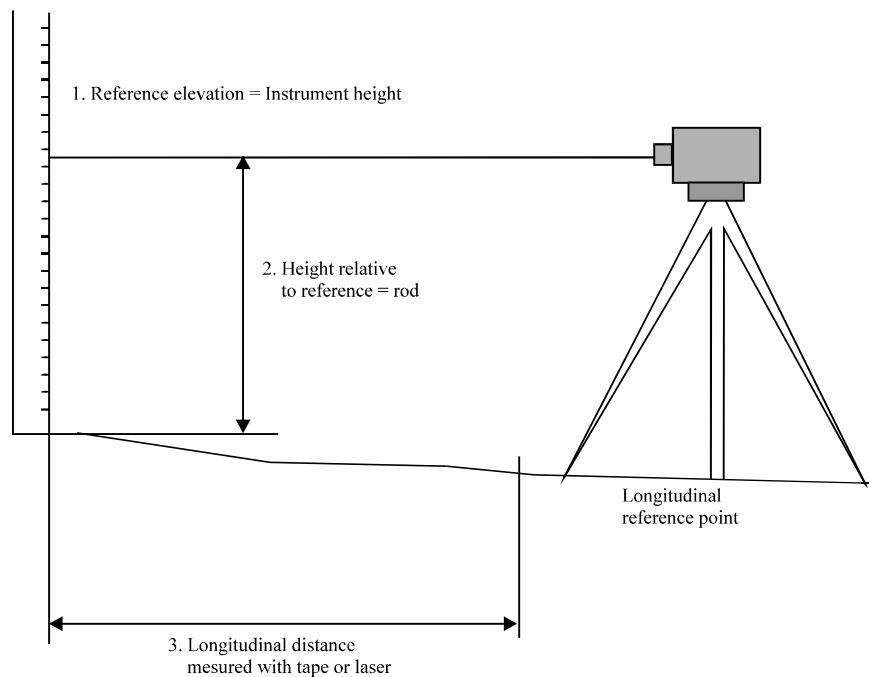 1. Reference elevation = Instrument height
2. Height relative
to reference = rod
Longitudinal
reference point
3. Longitudinal distance
mesured with tape or laser